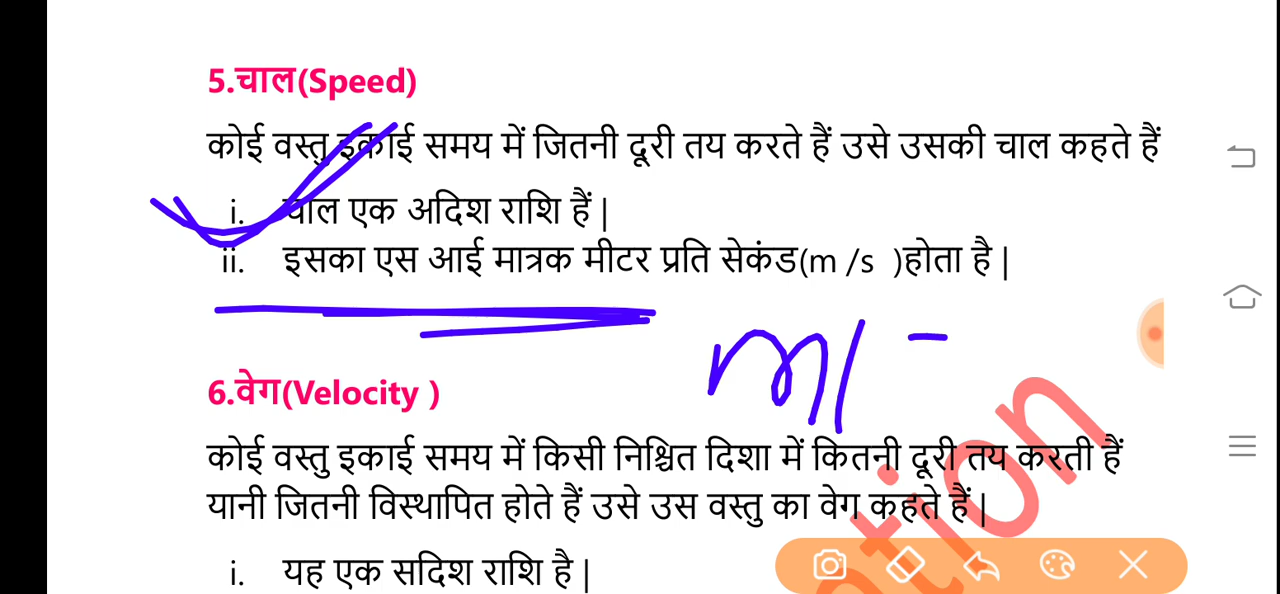 5.चाल(Speed)
कोई वस्तु इकाई समय में जितनी दूरी तय करते हैं उसे उसकी चाल कहते हैं
i. चाल एक अदिश राशि हैं|
ii. इसका एस आई मात्रक मीटर प्रति सेकंड(m /s )होता है|
m/
6.वेग(Velocity )
कोई वस्तु इकाई समय में किसी निश्चित दिशा में कितनी दूरी तय करती हैं
यानी जितनी विस्थापित होते हैं उसे उस वस्तु का वेग कहते हैं|
i. यह एक सदिश राशि है|